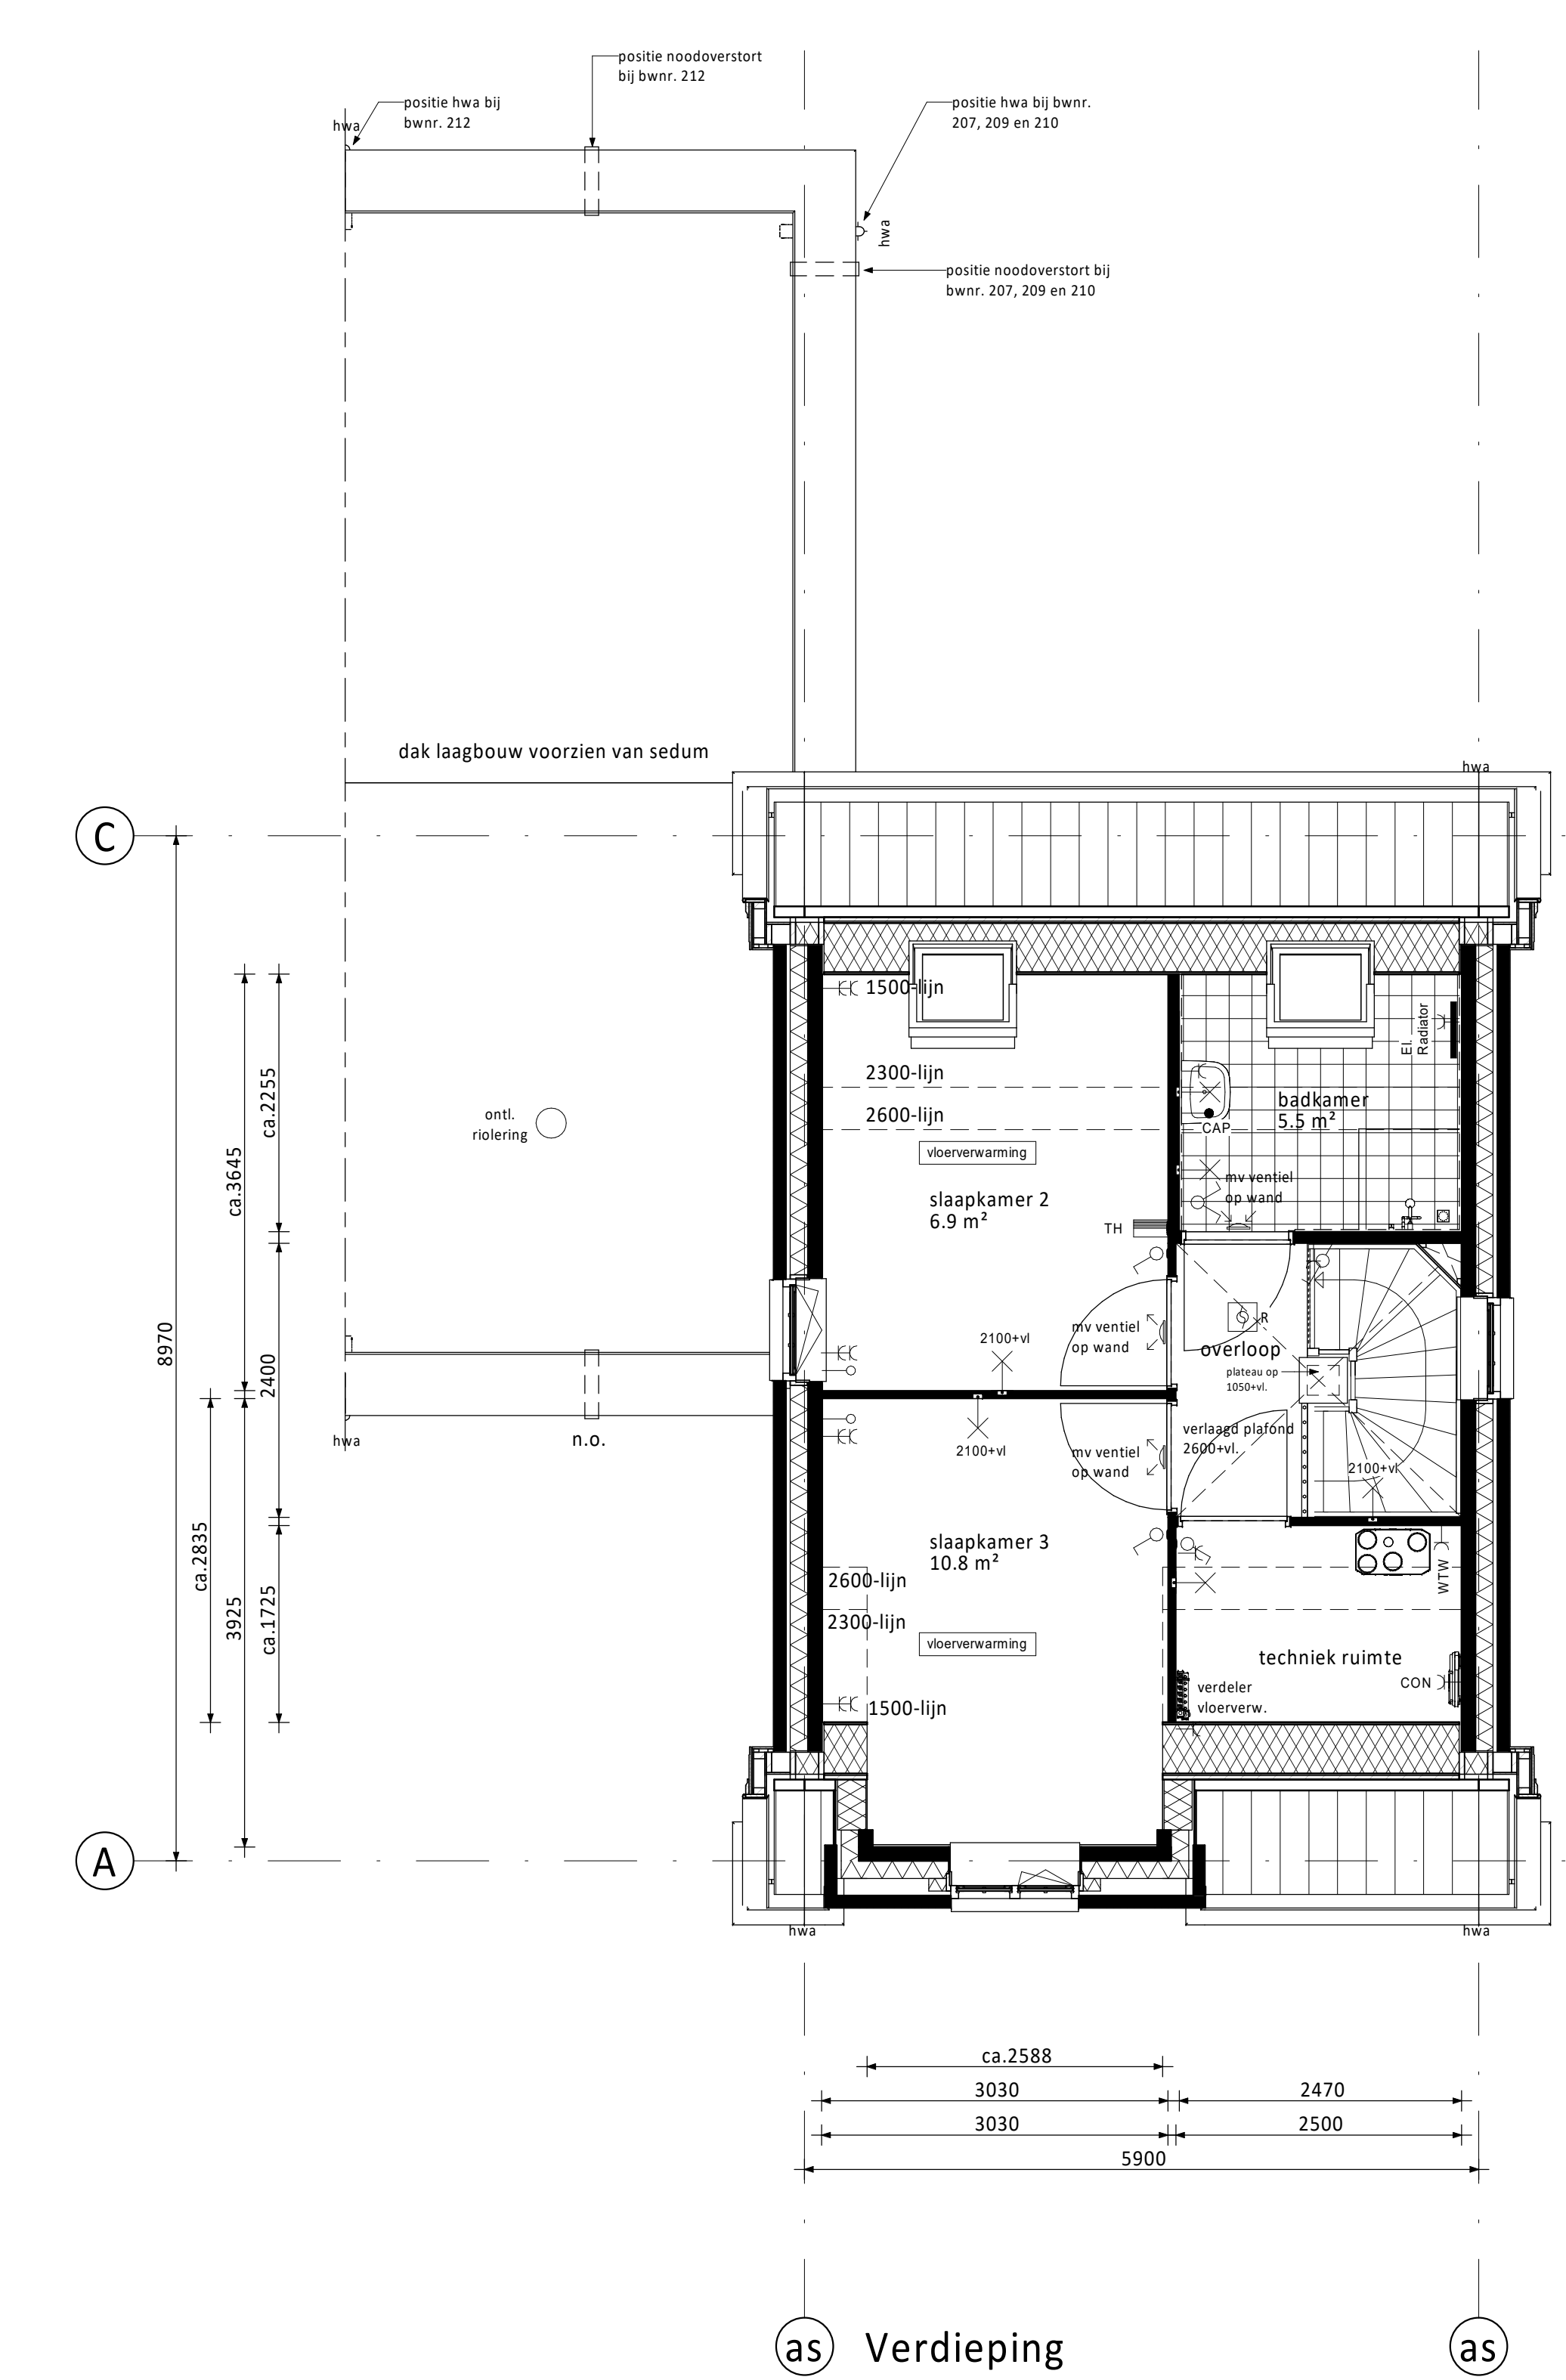 positie noodoverstort
bij bwnr. 212
positie hwa bij
bwnr. 212
hwa
positie hwa bij bwnr.
207, 209 en 210
hwa
positie noodoverstort bij
bwnr. 207, 209 en 210
dak laagbouw voorzien van sedum
hwa
C
1500-lijn
El.
Radiator
2300-lijn
2600-lijn
badkamer
5.5 m²
CAP
ontl.
riolering
vloerverwarming
mv ventiel
op wand
slaapkamer 2
6.9 m²
TH
ca.2255
ca.3645
8970
2400
R
mv ventiel
op wand
2100+vl
overloop
plateau op
1050+vl.
hwa
n.o.
verlaagd plafond
2600+vl.
2100+vl
mv ventiel
op wand
2100+vl
slaapkamer 3
10.8 m²
2600-lijn
2300-lijn
WTW
ca.2835
3925
ca.1725
vloerverwarming
techniek ruimte
CON
verdeler
vloerverw.
1500-lijn
A
hwa
hwa
ca.2588
3030
2470
3030
2500
5900
as
Verdieping
as